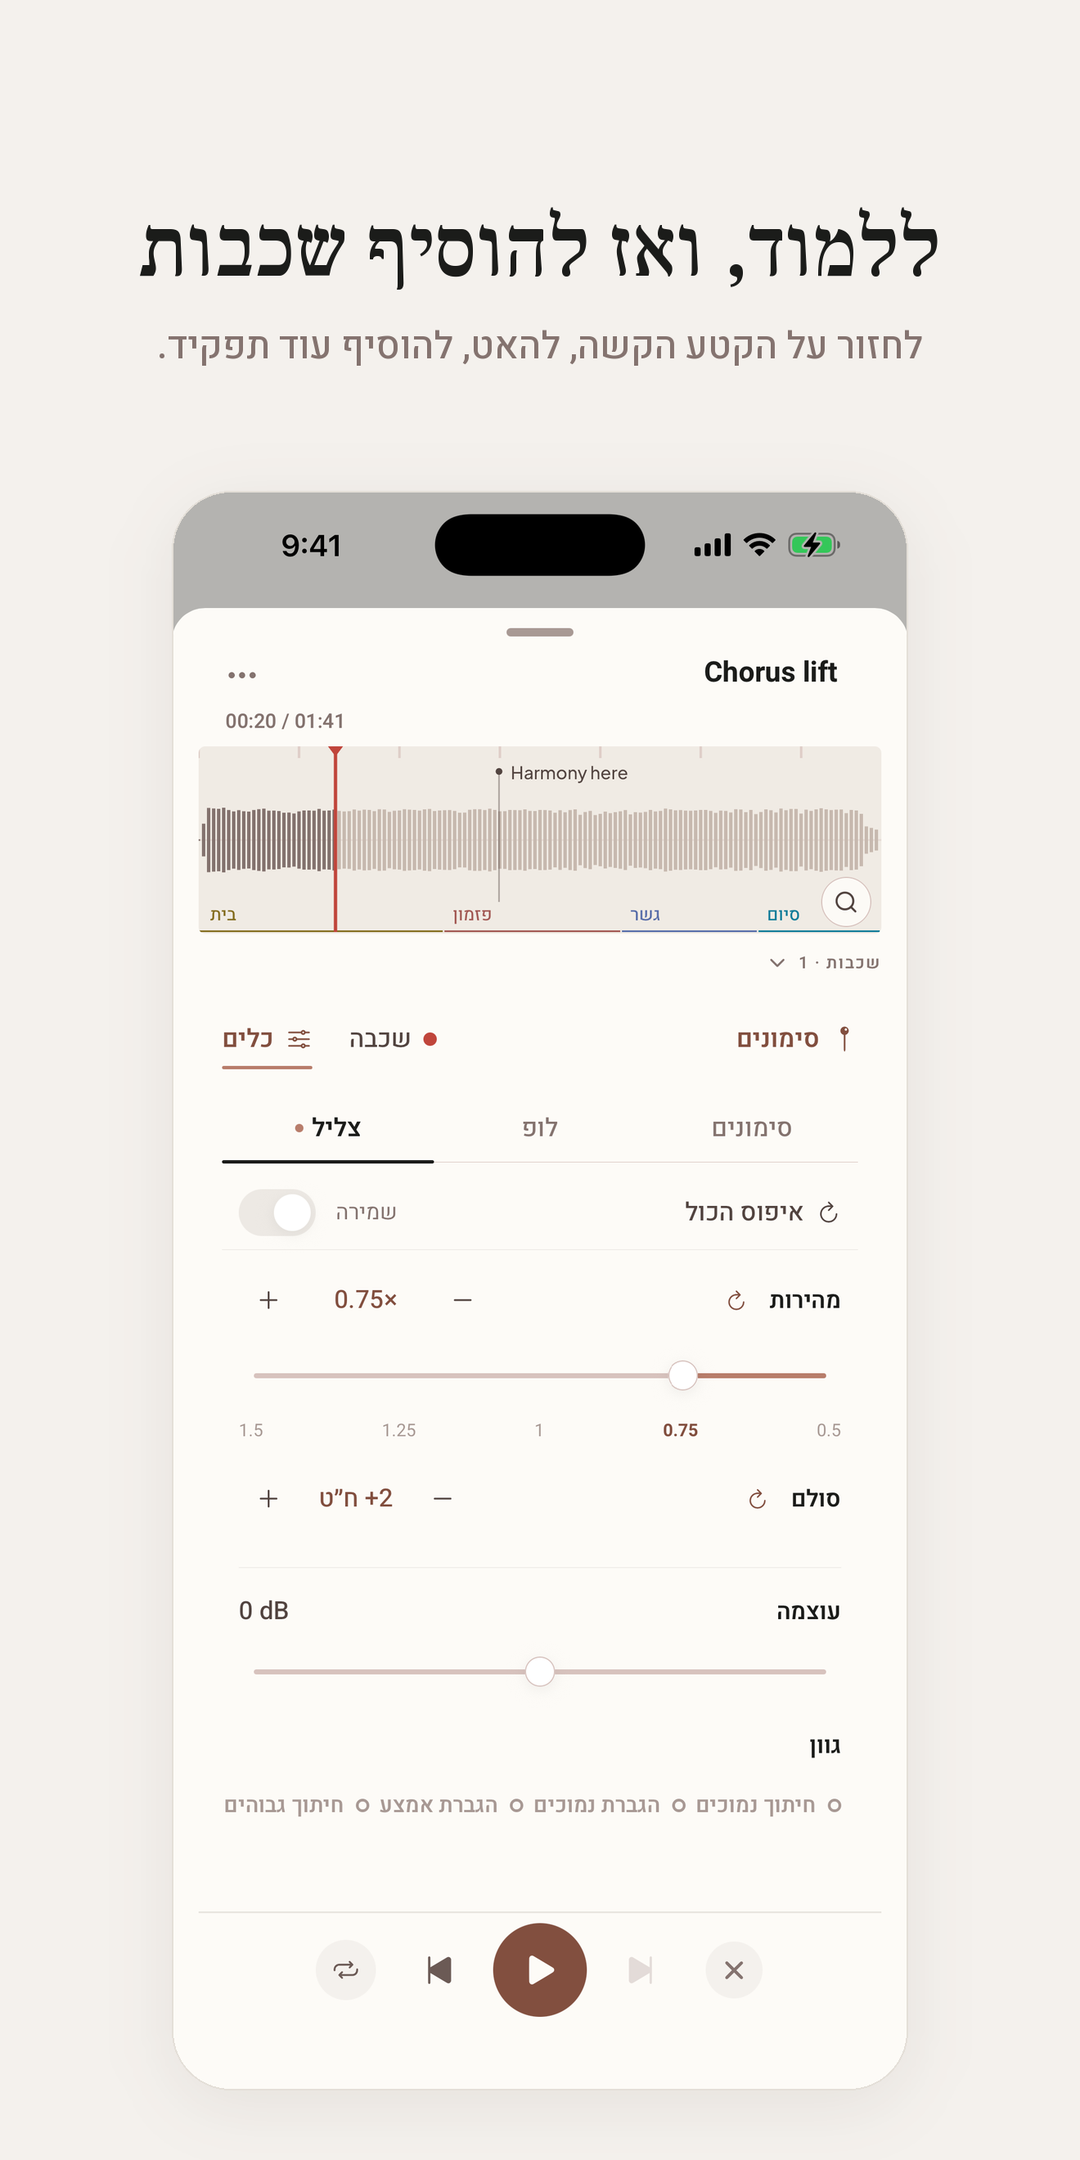 ללמוד, ואז להוסיף שכבות
לחזור על הקטע הקשה, להאט, להוסיף עוד תפקיד.
9:41
Chorus lift
00:20 / 01:41
Harmony here
בית פזמון גשר סיום
שכבות · 1
סימונים שכבה כלים
סימונים לופ צליל
איפוס הכול שמירה
מהירות − 0.75× +
0.5 0.75 1 1.25 1.5
סולם − +2 ח״ט +
עוצמה 0 dB
גוון
חיתוך נמוכים הגברת נמוכים הגברת אמצע חיתוך גבוהים